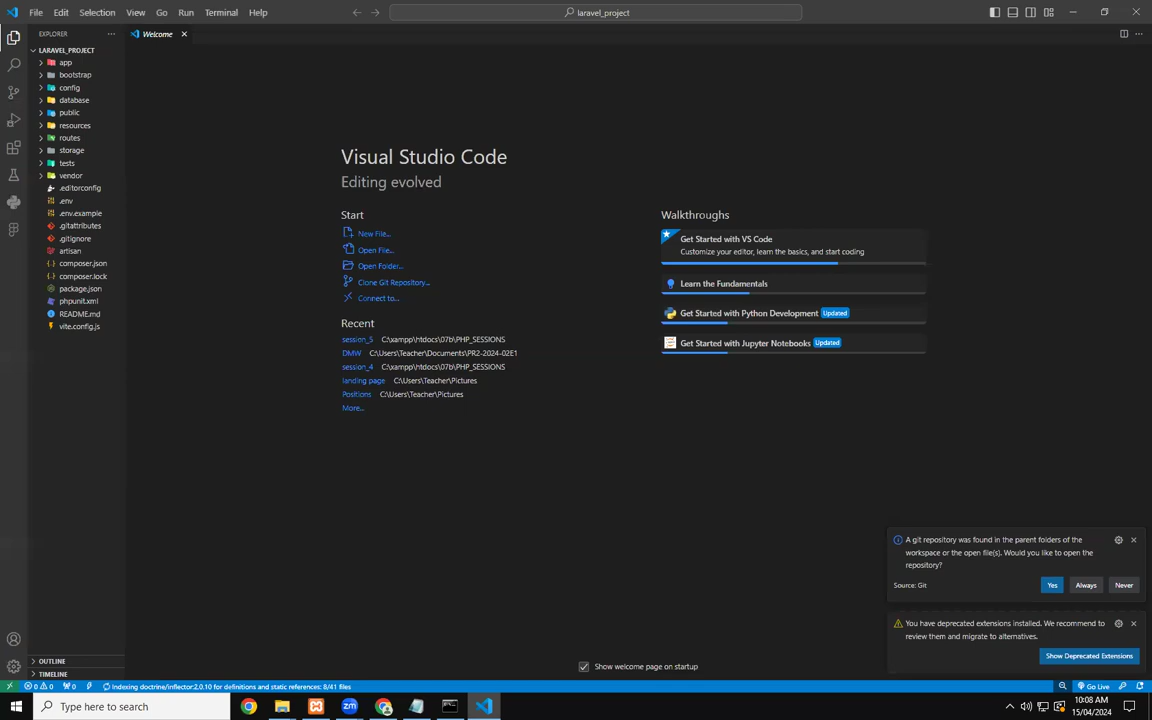 File Edit Selection View Go Run Terminal Help
laravel_project
EXPLORER
Welcome
LARAVEL_PROJECT
app
bootstrap
config
database
public
resources
routes
storage
tests
vendor
.editorconfig
.env
.env.example
.gitattributes
.gitignore
artisan
composer.json
composer.lock
package.json
phpunit.xml
README.md
vite.config.js
OUTLINE
TIMELINE
Visual Studio Code
Editing evolved
Start
New File...
Open File...
Open Folder...
Clone Git Repository...
Connect to...
Recent
session_5 C:\xampp\htdocs\07b\PHP_SESSIONS
DMW C:\Users\Teacher\Documents\PR2-2024-02E1
session_4 C:\xampp\htdocs\07b\PHP_SESSIONS
landing page C:\Users\Teacher\Pictures
Positions C:\Users\Teacher\Pictures
More...
Walkthroughs
Get Started with VS Code
Customize your editor, learn the basics, and start coding
Learn the Fundamentals
Get Started with Python Development Updated
Get Started with Jupyter Notebooks Updated
Show welcome page on startup
A git repository was found in the parent folders of the
workspace or the open file(s). Would you like to open the
repository?
Source: Git
Yes Always Never
You have deprecated extensions installed. We recommend to
review them and migrate to alternatives.
Show Deprecated Extensions
0 0 0 Indexing doctrine/inflector:2.0.10 for definitions and static references: 8/41 files
Go Live
Type here to search
zm
10:08 AM
15/04/2024